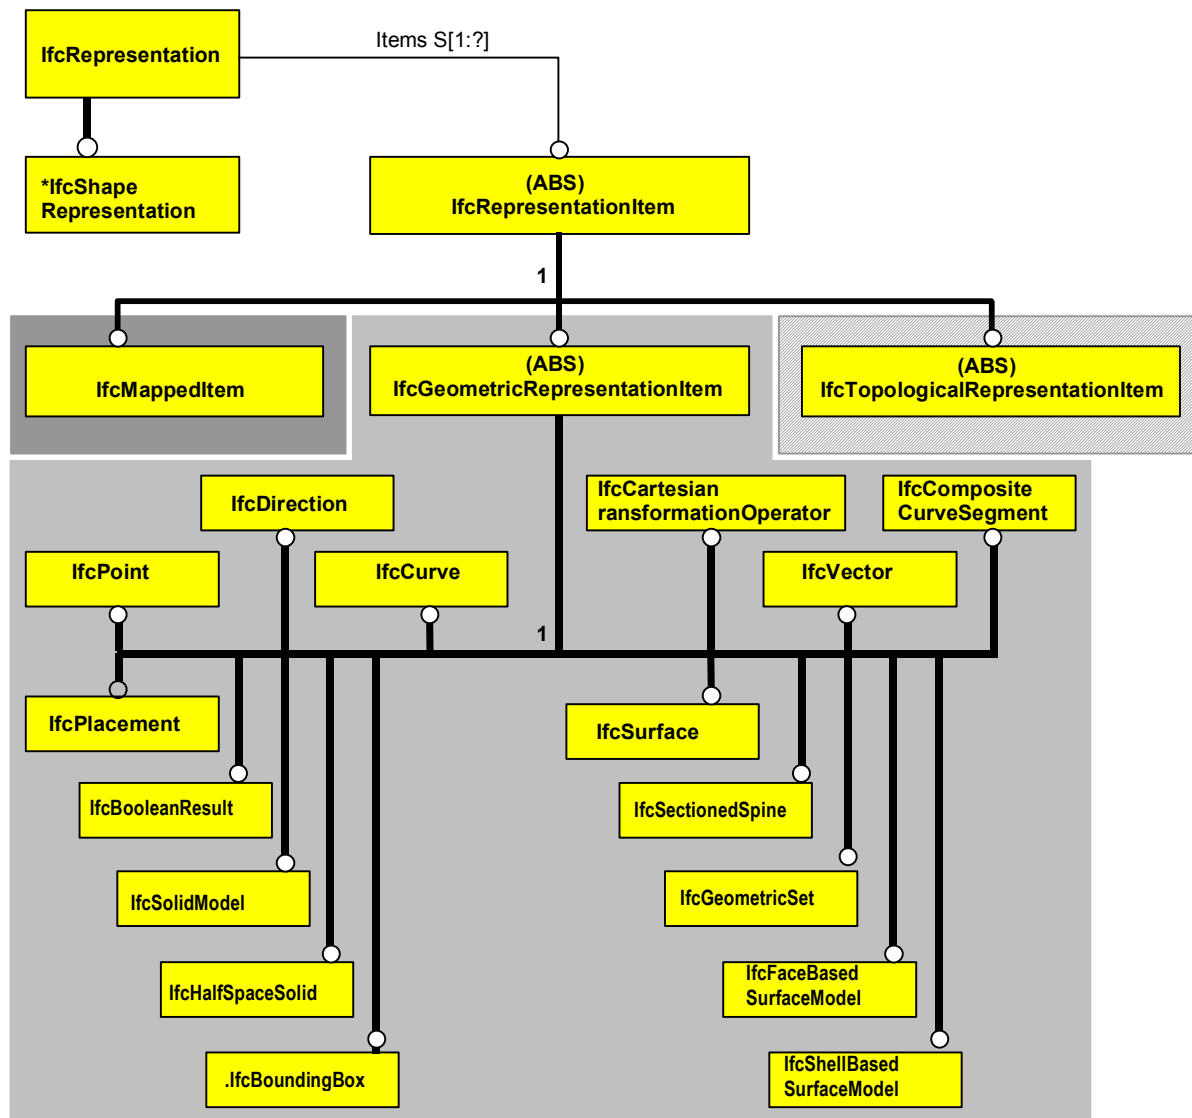 IfcRepresentation
Items S[1:?]
*IfcShape
Representation
(ABS)
IfcRepresentationItem
1
IfcMappedItem
(ABS)
IfcGeometricRepresentationItem
(ABS)
IfcTopologicalRepresentationItem
IfcDirection
IfcCartesian
ransformationOperator
IfcComposite
CurveSegment
IfcPoint
IfcCurve
IfcVector
1
IfcPlacement
IfcSurface
IfcBooleanResult
IfcSectionedSpine
IfcSolidModel
IfcGeometricSet
IfcHalfSpaceSolid
IfcFaceBased
SurfaceModel
.IfcBoundingBox
IfcShellBased
SurfaceModel